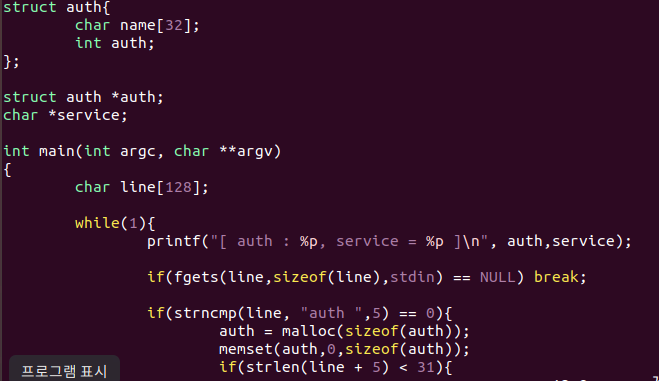 struct auth{
char name[32];
int auth;
};
struct auth *auth;
char *service;
int main(int argc, char **argv)
{
char line[128];
while(1){
printf("[ auth : %p, service = %p ]\n", auth,service);
if(fgets(line,sizeof(line),stdin) == NULL) break;
if(strncmp(line, "auth ",5) == 0){
auth = malloc(sizeof(auth));
memset(auth,0,sizeof(auth));
if(strlen(line + 5) < 31){
프로그램 표시